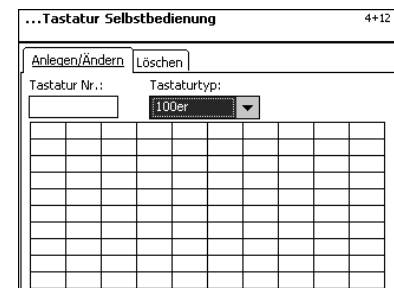 ...Tastatur Selbstbedienung 4+12
Anlegen/Ändern Löschen
Tastatur Nr.: Tastaturtyp:
100er